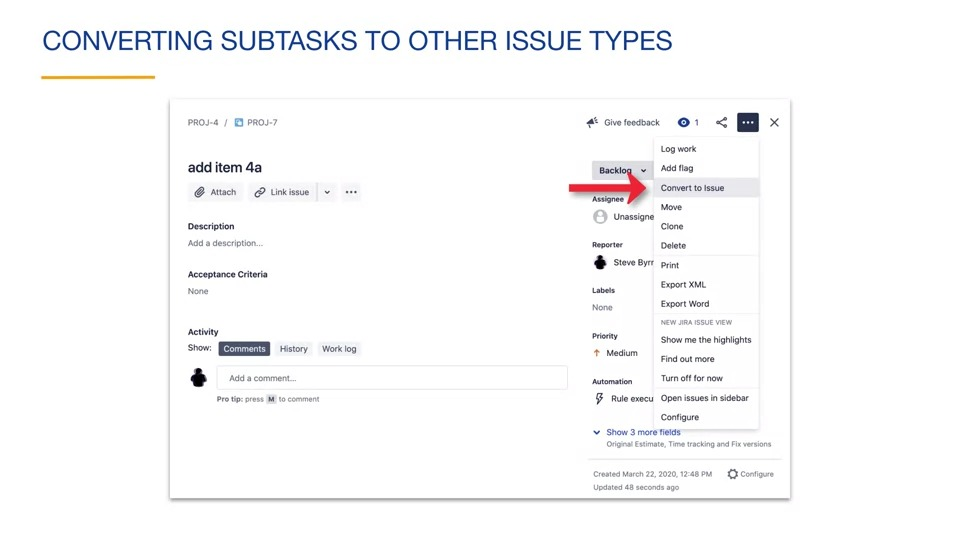 CONVERTING SUBTASKS TO OTHER ISSUE TYPES
PROJ-4 / PROJ-7
Give feedback
1
add item 4a
Attach
Link issue
Description
Add a description...
Acceptance Criteria
None
Activity
Show:
Comments
History
Work log
Add a comment...
Pro tip: press M to comment
Backlog
Assignee
Unassigne
Reporter
Steve Byr
Labels
None
Priority
Medium
Automation
Rule execu
Show 3 more fields
Original Estimate, Time tracking and Fix versions
Created March 22, 2020, 12:48 PM
Updated 48 seconds ago
Configure
Log work
Add flag
Convert to Issue
Move
Clone
Delete
Print
Export XML
Export Word
NEW JIRA ISSUE VIEW
Show me the highlights
Find out more
Turn off for now
Open issues in sidebar
Configure